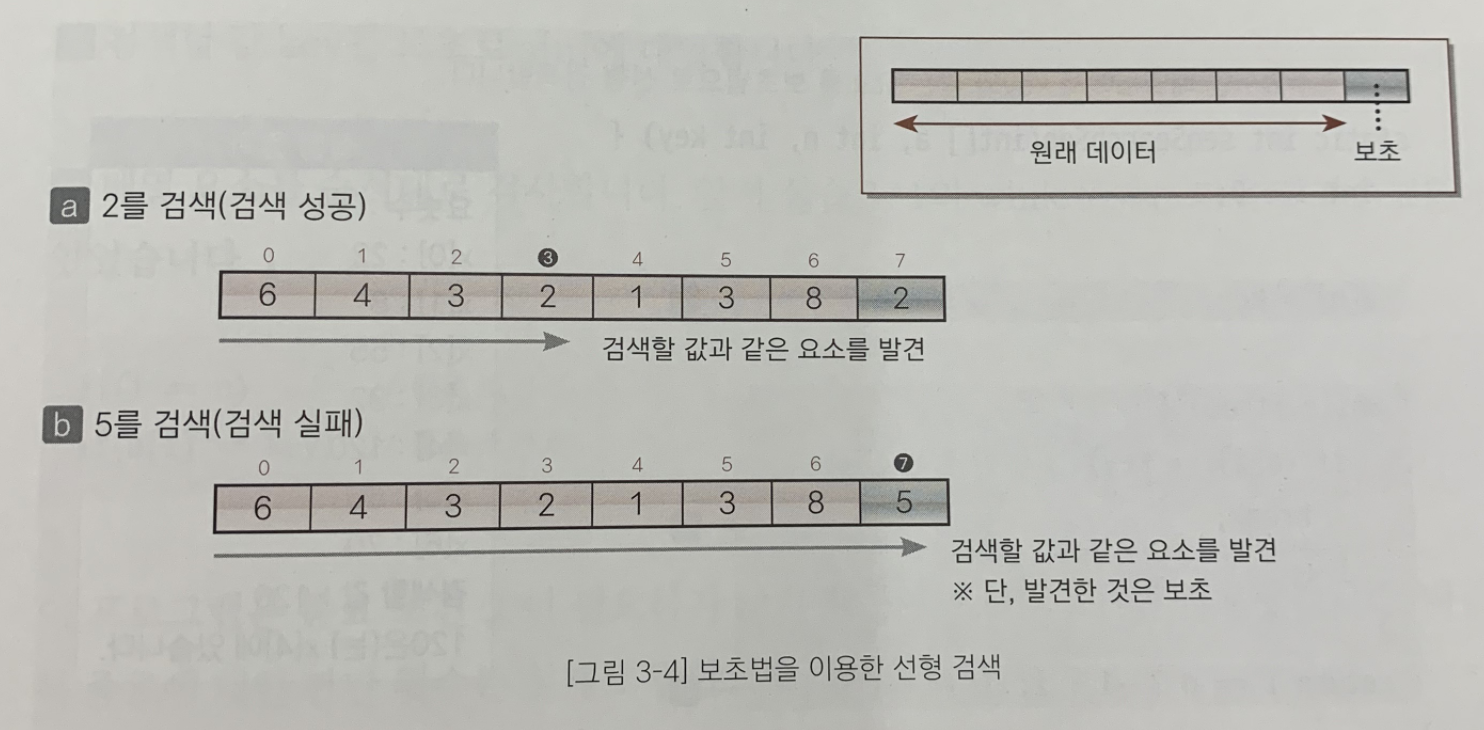 원래 데이터 보초
a 2를 검색(검색 성공)
0 1 2 ❸ 4 5 6 7
6 4 3 2 1 3 8 2
검색할 값과 같은 요소를 발견
b 5를 검색(검색 실패)
0 1 2 3 4 5 6 ❼
6 4 3 2 1 3 8 5
검색할 값과 같은 요소를 발견
※ 단, 발견한 것은 보초
[그림 3-4] 보초법을 이용한 선형 검색